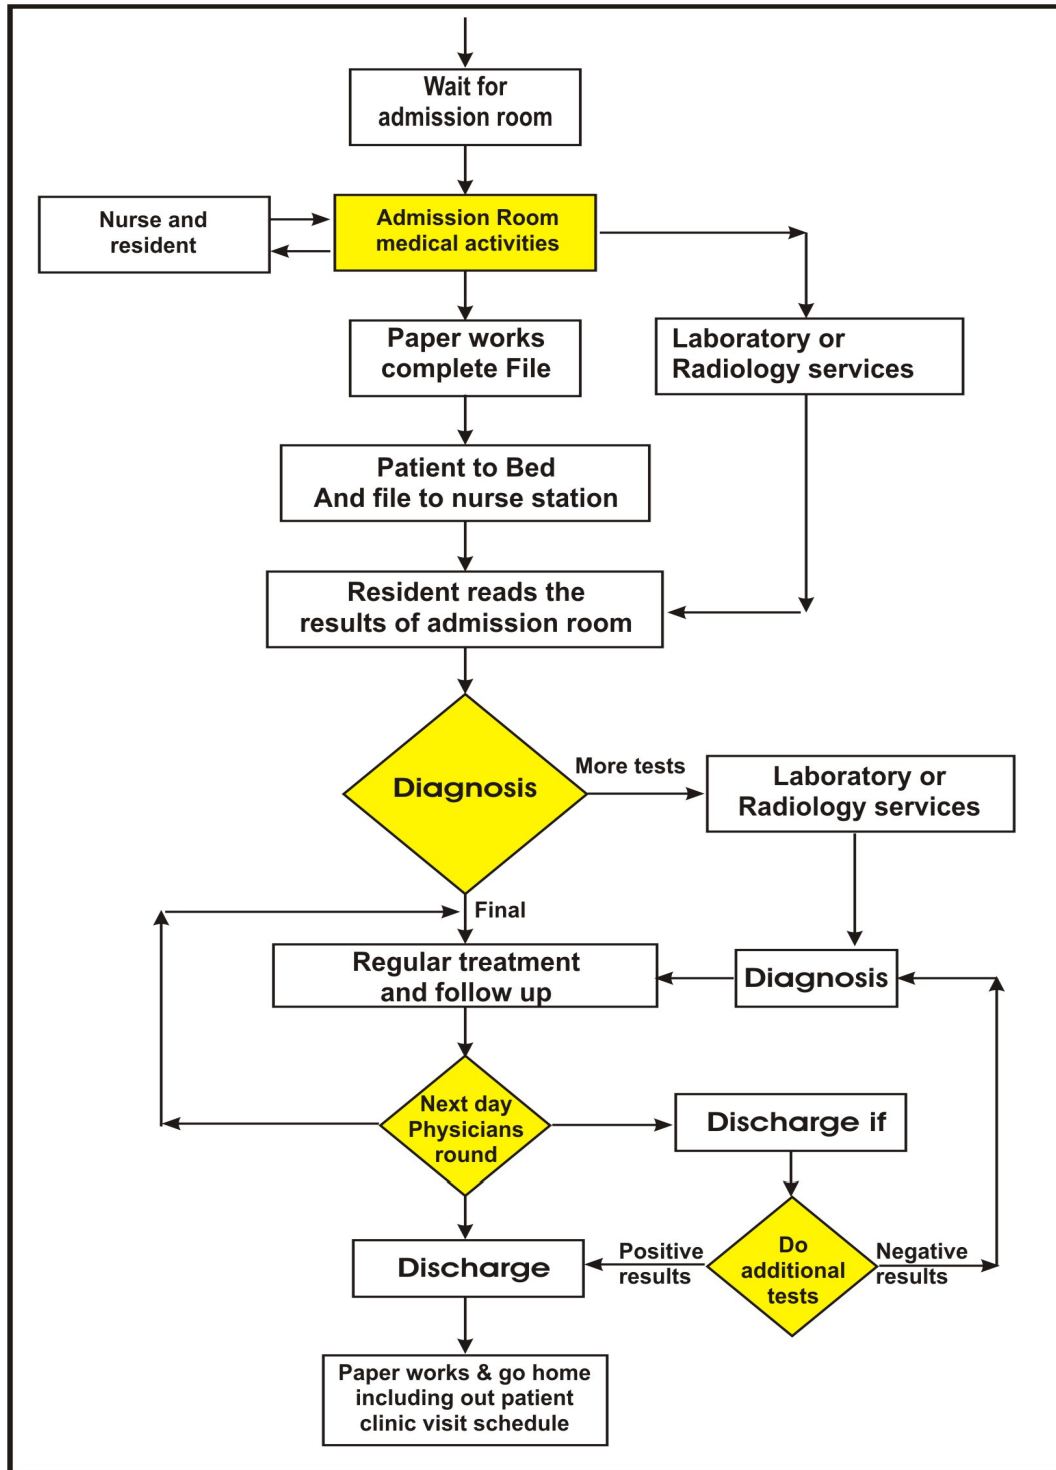 Wait for
admission room
Nurse and
resident
Admission Room
medical activities
Paper works
complete File
Laboratory or
Radiology services
Patient to Bed
And file to nurse station
Resident reads the
results of admission room
Diagnosis
More tests
Laboratory or
Radiology services
Final
Regular treatment
and follow up
Diagnosis
Next day
Physicians
round
Discharge if
Discharge
Positive
results
Do
additional
tests
Negative
results
Paper works & go home
including out patient
clinic visit schedule